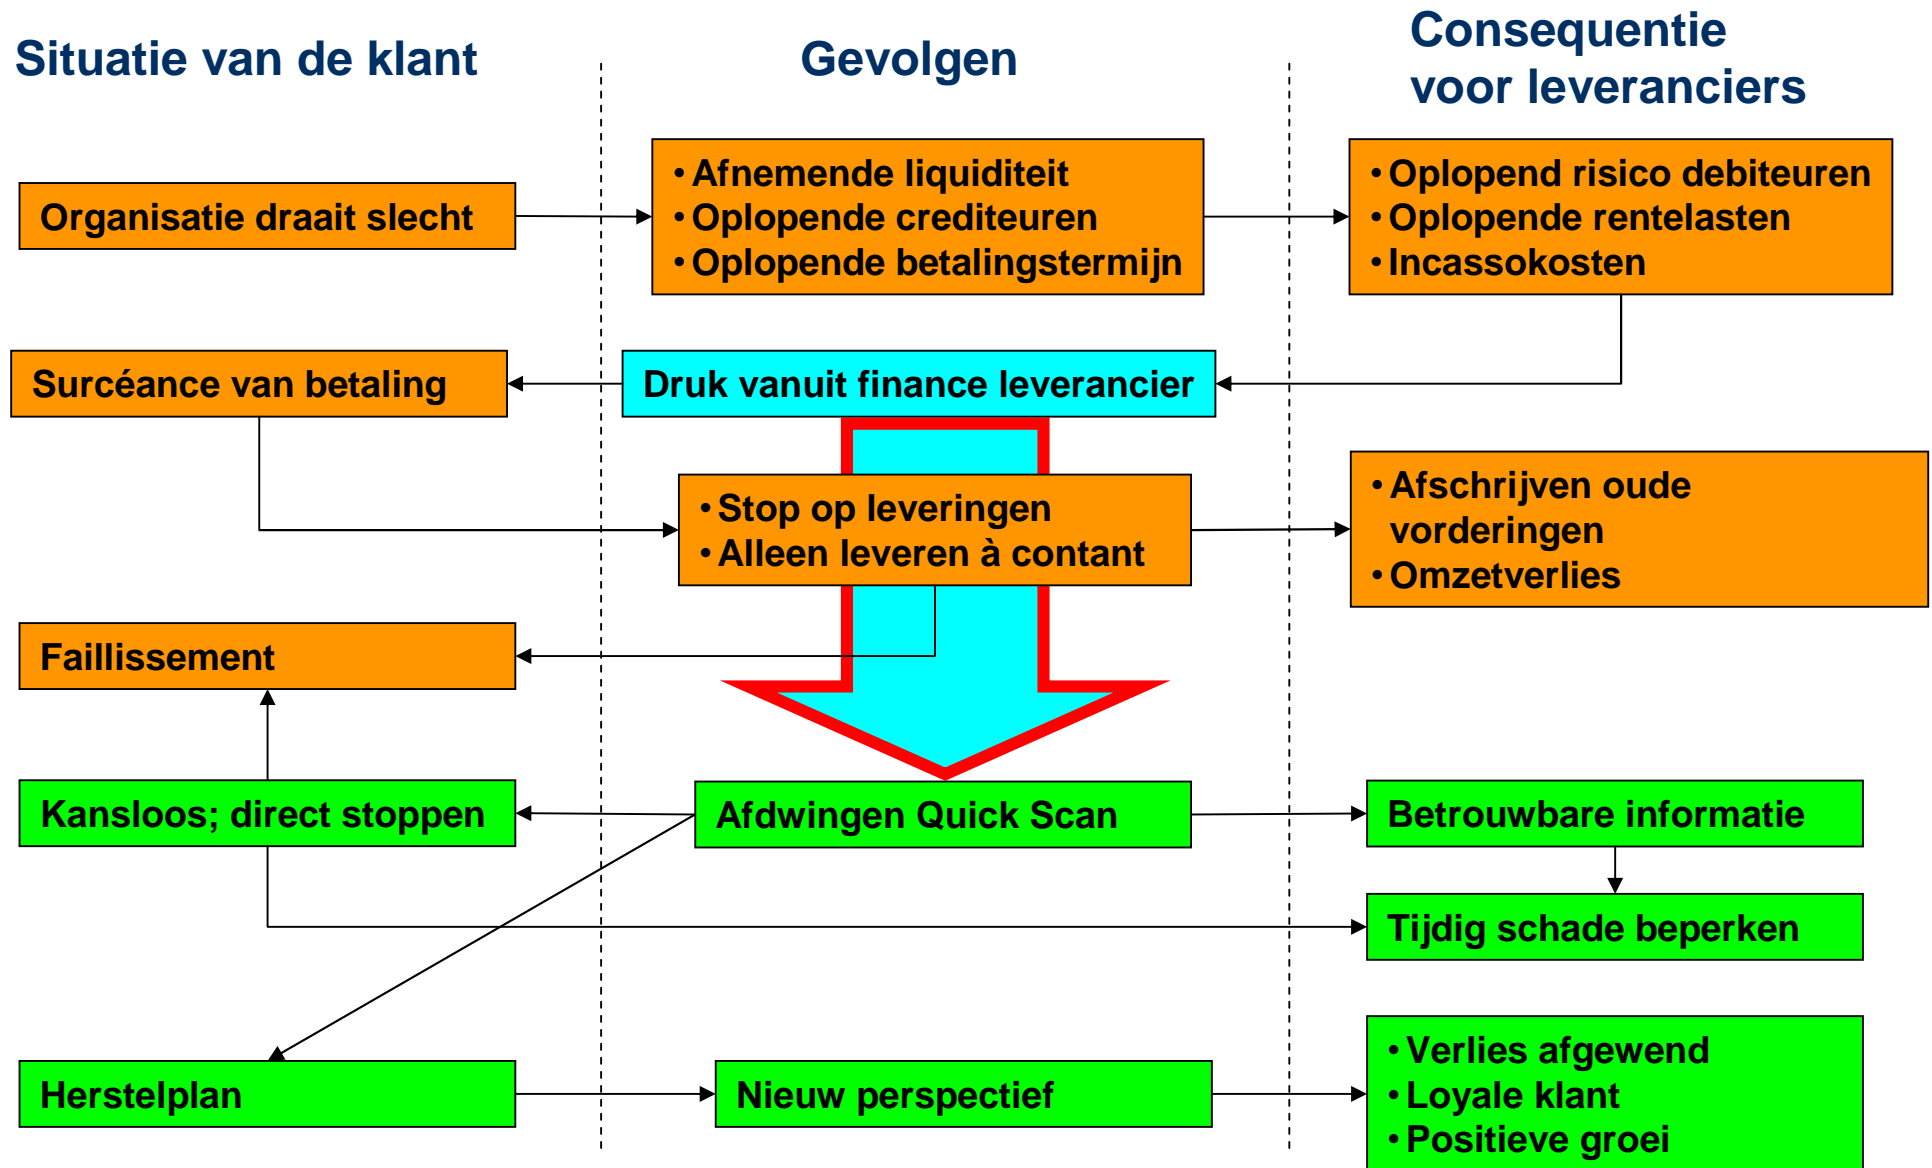 Situatie van de klant
Gevolgen
Consequentie
voor leveranciers
Organisatie draait slecht
• Afnemende liquiditeit
• Oplopende crediteuren
• Oplopende betalingstermijn
• Oplopend risico debiteuren
• Oplopende rentelasten
• Incassokosten
Surcéance van betaling
Druk vanuit finance leverancier
• Stop op leveringen
• Alleen leveren à contant
• Afschrijven oude
vorderingen
• Omzetverlies
Faillissement
Kansloos; direct stoppen
Afdwingen Quick Scan
Betrouwbare informatie
Tijdig schade beperken
Herstelplan
Nieuw perspectief
• Verlies afgewend
• Loyale klant
• Positieve groei